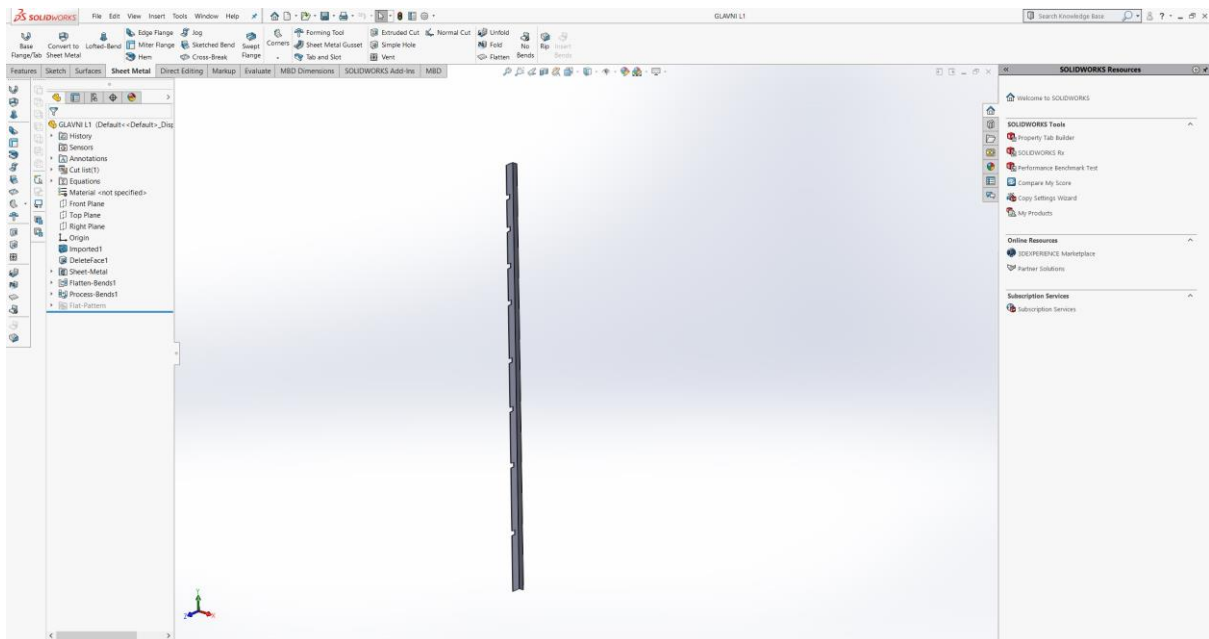 SOLIDWORKS File Edit View Insert Tools Window Help GLAVNI L1 Search Knowledge Base
Base Flange/Tab
Convert to Sheet Metal
Lofted-Bend
Edge Flange
Miter Flange
Hem
Jog
Sketched Bend
Cross-Break
Swept Flange
Corners
Forming Tool
Sheet Metal Gusset
Tab and Slot
Extruded Cut
Simple Hole
Vent
Normal Cut
Unfold
Fold
Flatten
No Bends
Rip
Insert Bends
Features Sketch Surfaces Sheet Metal Direct Editing Markup Evaluate MBD Dimensions SOLIDWORKS Add-Ins MBD
GLAVNI L1 (Default<<Default>_Disp
History
Sensors
Annotations
Cut list(1)
Equations
Material <not specified>
Front Plane
Top Plane
Right Plane
Origin
Imported1
DeleteFace1
Sheet-Metal
Flatten-Bends1
Process-Bends1
Flat-Pattern
Y
Z
X
SOLIDWORKS Resources
Welcome to SOLIDWORKS
SOLIDWORKS Tools
Property Tab Builder
SOLIDWORKS Rx
Performance Benchmark Test
Compare My Score
Copy Settings Wizard
My Products
Online Resources
3DEXPERIENCE Marketplace
Partner Solutions
Subscription Services
Subscription Services